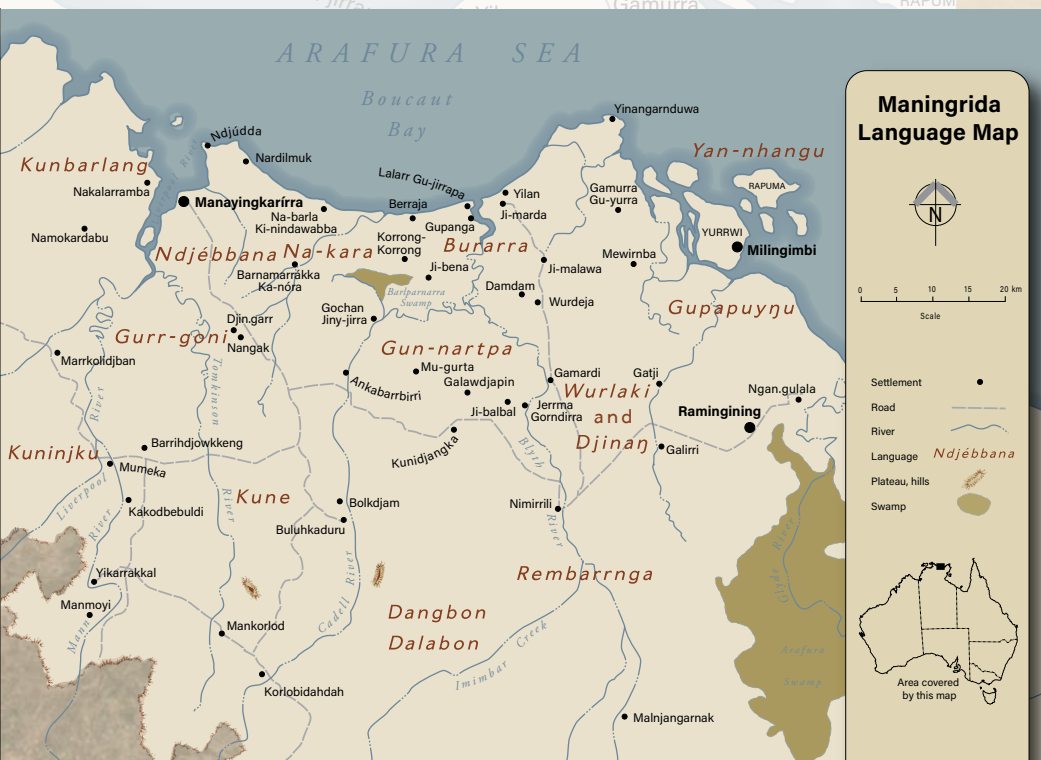 Gamurra
RAPUM
ARAFURA SEA
Boucaut
Bay
Yinangarnduwa
Maningrida
Language Map
Ndjúdda
Nardilmuk
Kunbarlang
Nakalarramba
Liverpool River
Manayingkarírra
Namokardabu
Na-barla
Ki-nindawabba
Lalarr Gu-jirrapa
Berraja
Gupanga
Yilan
Ji-marda
Gamurra
Gu-yurra
Yan-nhangu
RAPUMA
YURRWI
Milingimbi
N
Ndjébbana
Na-kara
Korrong-
Korrong
Burarra
Barnamarrákka
Ka-nóra
Ji-bena
Ji-malawa
Mewirnba
Barlparnarra
Swamp
Damdam
Wurdeja
Gupapuyŋu
0 5 10 15 20 km
Scale
Gochan
Jiny-jirra
Djin.garr
Gurr-goni
Nangak
Marrkolidjban
Gun-nartpa
Mu-gurta
Galawdjapin
Ankabarrbirri
Ji-balbal
Jerrma
Gorndirra
Gamardi
Gatji
Wurlaki
and
Djinaŋ
Ngan.gulala
Ramingining
Galirri
Settlement
Road
River
Language Ndjébbana
Plateau, hills
Swamp
Tomkinson
River
River
Kuninjku
Barrihdjowkkeng
Mumeka
Kunidjangka
Blyth
River
Liverpool
River
Kakodbebuldi
Kune
Bolkdjam
Buluhkaduru
Nimirrili
Glyde River
Yikarrakkal
Manmoyi
Mann
Rembarrnga
Cadell River
Dangbon
Dalabon
Mankorlod
Imimbar Creek
Korlobidahdah
Malnjangarnak
Arafura
Swamp
Area covered
by this map